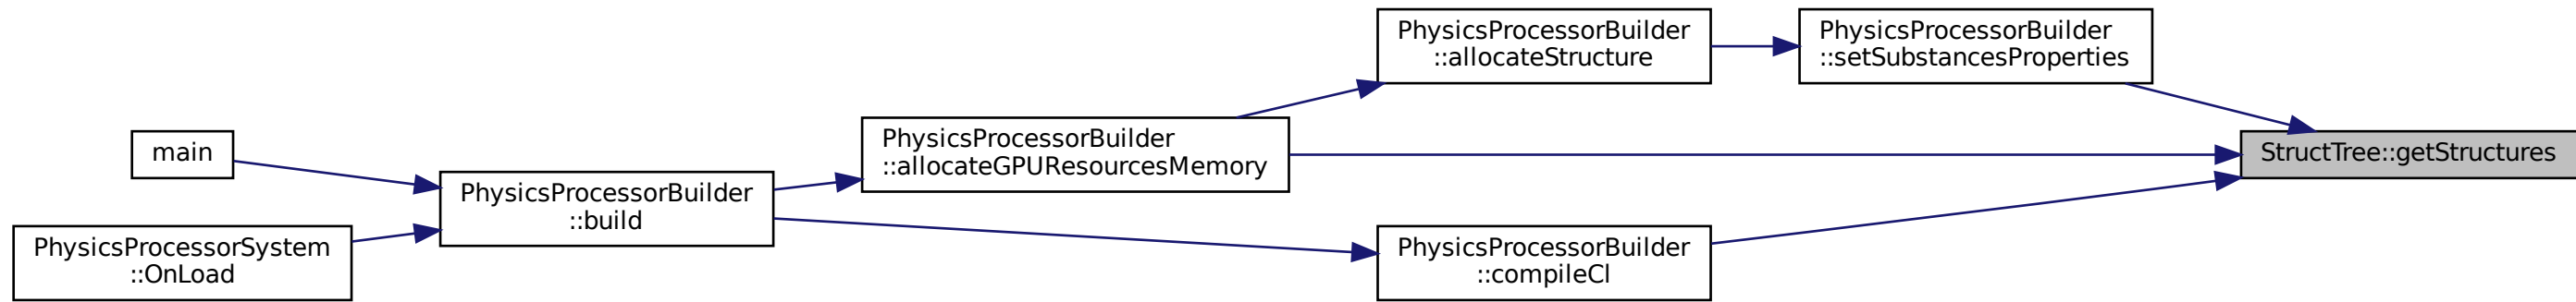 main
PhysicsProcessorSystem
::OnLoad
PhysicsProcessorBuilder
::build
PhysicsProcessorBuilder
::allocateGPUResourcesMemory
PhysicsProcessorBuilder
::allocateStructure
PhysicsProcessorBuilder
::compileCl
PhysicsProcessorBuilder
::setSubstancesProperties
StructTree::getStructures